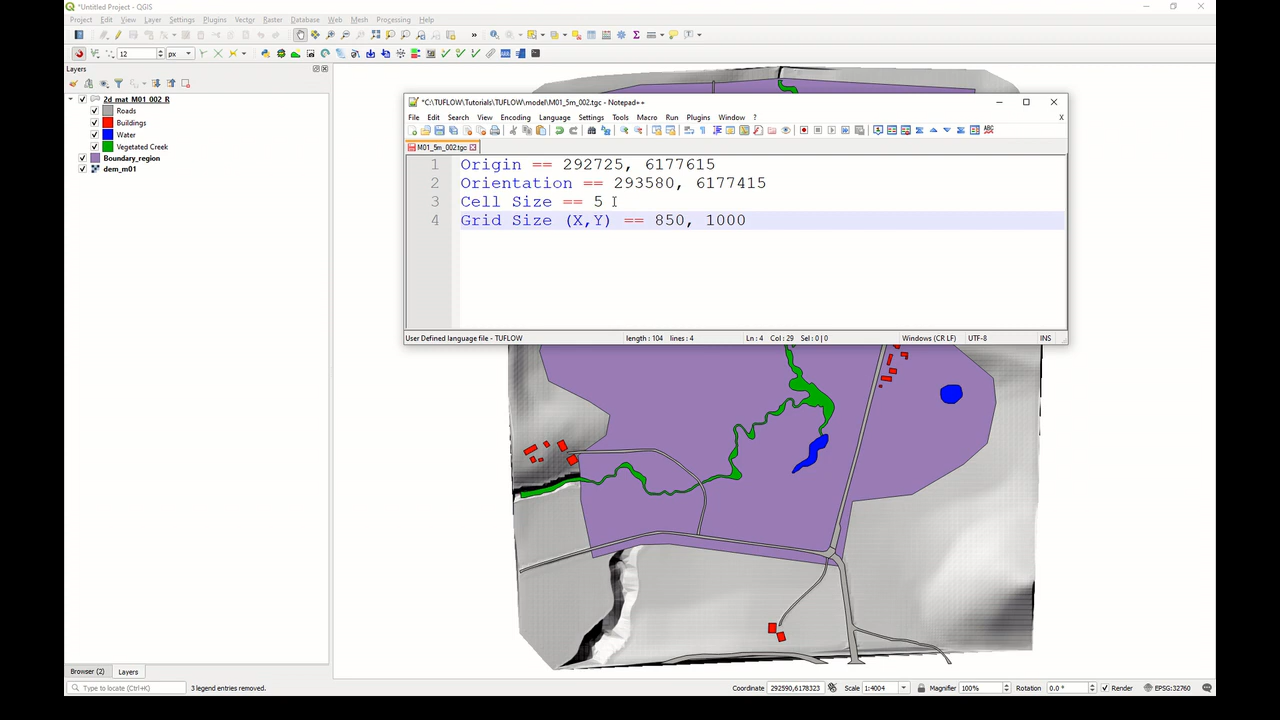 *Untitled Project - QGIS
Project Edit View Layer Settings Plugins Vector Raster Database Web Mesh Processing Help
12 px
Layers
2d_mat_M01_002_R
Roads
Buildings
Water
Vegetated Creek
Boundary_region
dem_m01
*C:\TUFLOW\Tutorials\TUFLOW\model\M01_5m_002.tgc - Notepad++
File Edit Search View Encoding Language Settings Tools Macro Run Plugins Window ? X
M01_5m_002.tgc
1 Origin == 292725, 6177615
2 Orientation == 293580, 6177415
3 Cell Size == 5
4 Grid Size (X,Y) == 850, 1000
User Defined language file - TUFLOW length : 104 lines : 4 Ln : 4 Col : 29 Sel : 0 | 0 Windows (CR LF) UTF-8 INS
Browser (2) Layers
Type to locate (Ctrl+K) 3 legend entries removed. Coordinate 292590,6178323 Scale 1:4004 Magnifier 100% Rotation 0.0 ° Render EPSG:32760